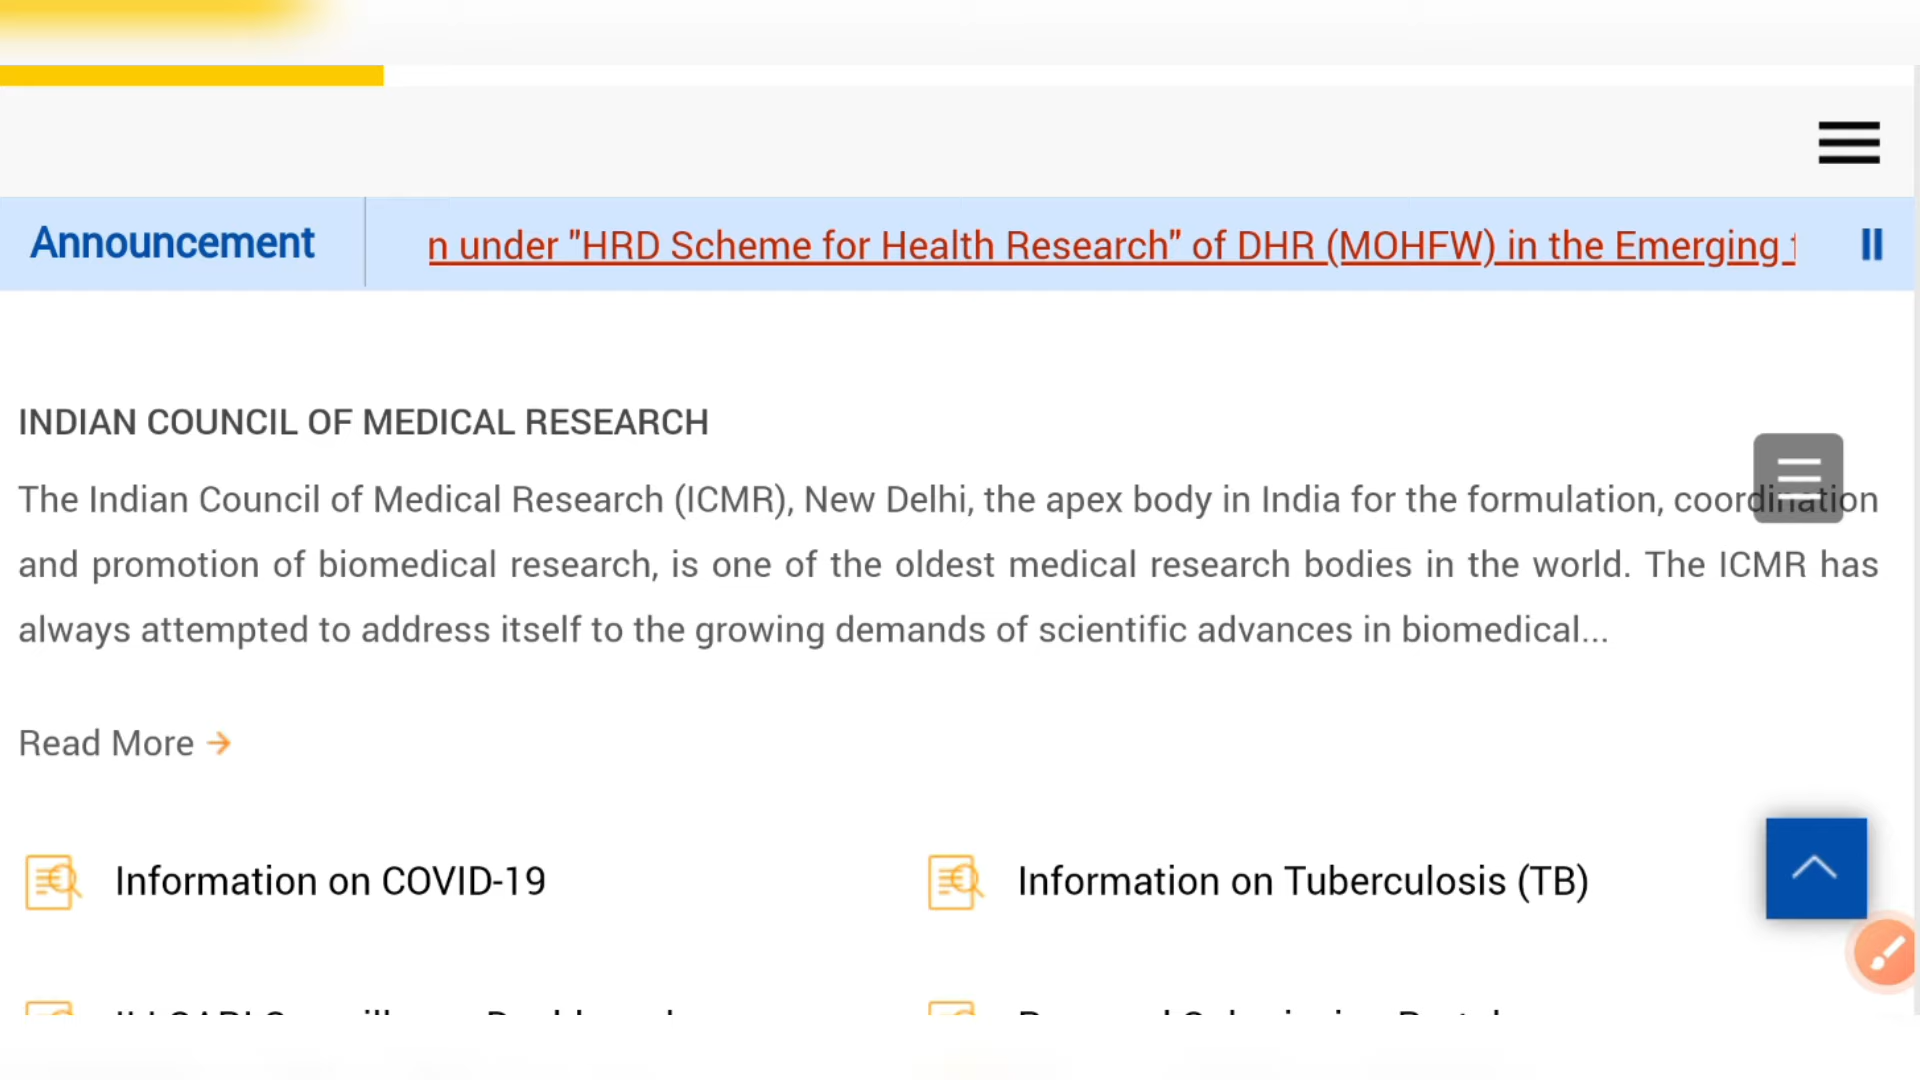 Announcement
n under "HRD Scheme for Health Research" of DHR (MOHFW) in the Emerging
INDIAN COUNCIL OF MEDICAL RESEARCH
The Indian Council of Medical Research (ICMR), New Delhi, the apex body in India for the formulation, coordination
and promotion of biomedical research, is one of the oldest medical research bodies in the world. The ICMR has
always attempted to address itself to the growing demands of scientific advances in biomedical...
Read More →
Information on COVID-19
Information on Tuberculosis (TB)